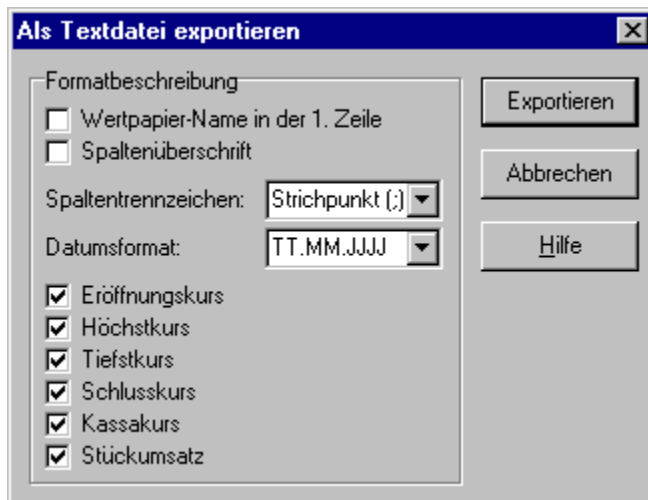 Als Textdatei exportieren
Formatbeschreibung
Wertpapier-Name in der 1. Zeile
Spaltenüberschrift
Spaltentrennzeichen: Strichpunkt (;)
Datumsformat: TT.MM.JJJJ
Eröffnungskurs
Höchstkurs
Tiefstkurs
Schlusskurs
Kassakurs
Stückumsatz
Exportieren
Abbrechen
Hilfe